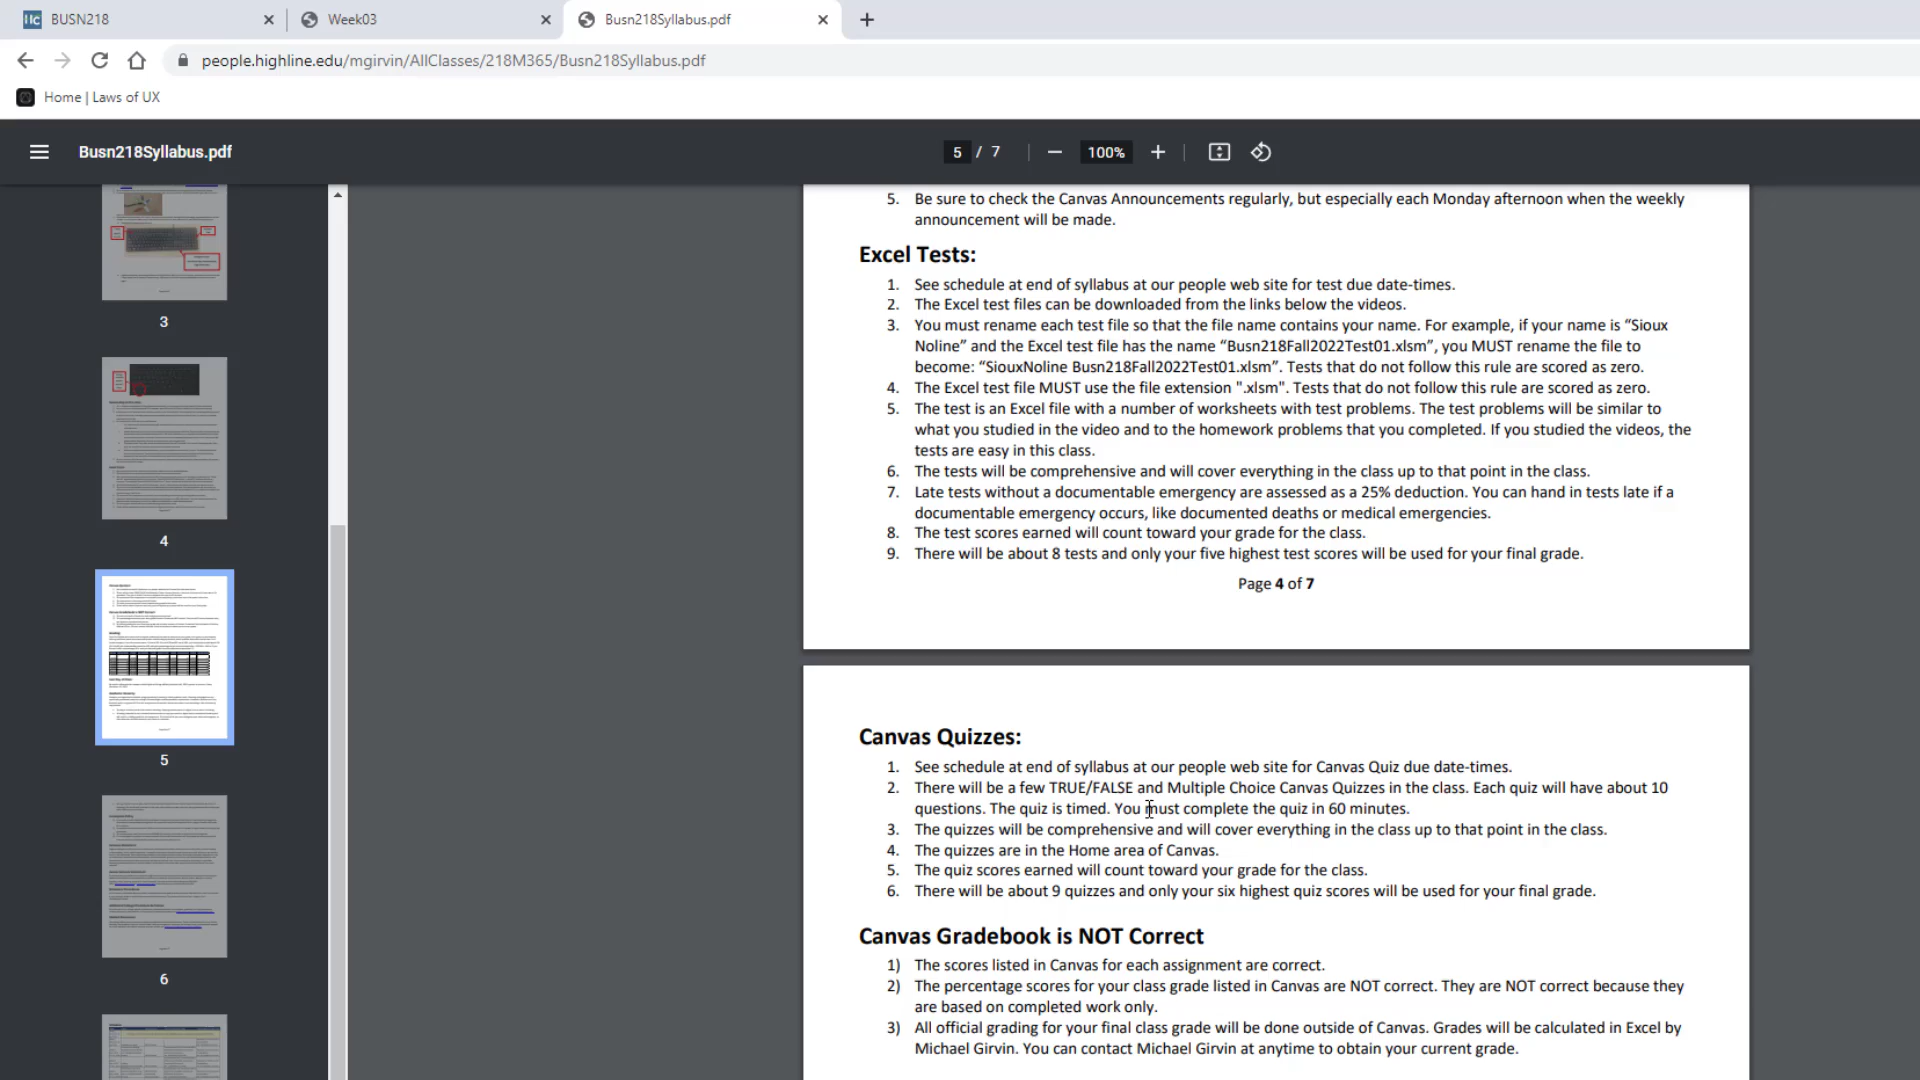 BUSN218
Week03
Busn218Syllabus.pdf
people.highline.edu/mgirvin/AllClasses/218M365/Busn218Syllabus.pdf
Home | Laws of UX
Busn218Syllabus.pdf
5 / 7
100%
3
4
5
6
5. Be sure to check the Canvas Announcements regularly, but especially each Monday afternoon when the weekly
announcement will be made.
Excel Tests:
1. See schedule at end of syllabus at our people web site for test due date-times.
2. The Excel test files can be downloaded from the links below the videos.
3. You must rename each test file so that the file name contains your name. For example, if your name is “Sioux
Noline” and the Excel test file has the name “Busn218Fall2022Test01.xlsm”, you MUST rename the file to
become: “SiouxNoline Busn218Fall2022Test01.xlsm”. Tests that do not follow this rule are scored as zero.
4. The Excel test file MUST use the file extension ".xlsm". Tests that do not follow this rule are scored as zero.
5. The test is an Excel file with a number of worksheets with test problems. The test problems will be similar to
what you studied in the video and to the homework problems that you completed. If you studied the videos, the
tests are easy in this class.
6. The tests will be comprehensive and will cover everything in the class up to that point in the class.
7. Late tests without a documentable emergency are assessed as a 25% deduction. You can hand in tests late if a
documentable emergency occurs, like documented deaths or medical emergencies.
8. The test scores earned will count toward your grade for the class.
9. There will be about 8 tests and only your five highest test scores will be used for your final grade.
Page 4 of 7
Canvas Quizzes:
1. See schedule at end of syllabus at our people web site for Canvas Quiz due date-times.
2. There will be a few TRUE/FALSE and Multiple Choice Canvas Quizzes in the class. Each quiz will have about 10
questions. The quiz is timed. You must complete the quiz in 60 minutes.
3. The quizzes will be comprehensive and will cover everything in the class up to that point in the class.
4. The quizzes are in the Home area of Canvas.
5. The quiz scores earned will count toward your grade for the class.
6. There will be about 9 quizzes and only your six highest quiz scores will be used for your final grade.
Canvas Gradebook is NOT Correct
1) The scores listed in Canvas for each assignment are correct.
2) The percentage scores for your class grade listed in Canvas are NOT correct. They are NOT correct because they
are based on completed work only.
3) All official grading for your final class grade will be done outside of Canvas. Grades will be calculated in Excel by
Michael Girvin. You can contact Michael Girvin at anytime to obtain your current grade.